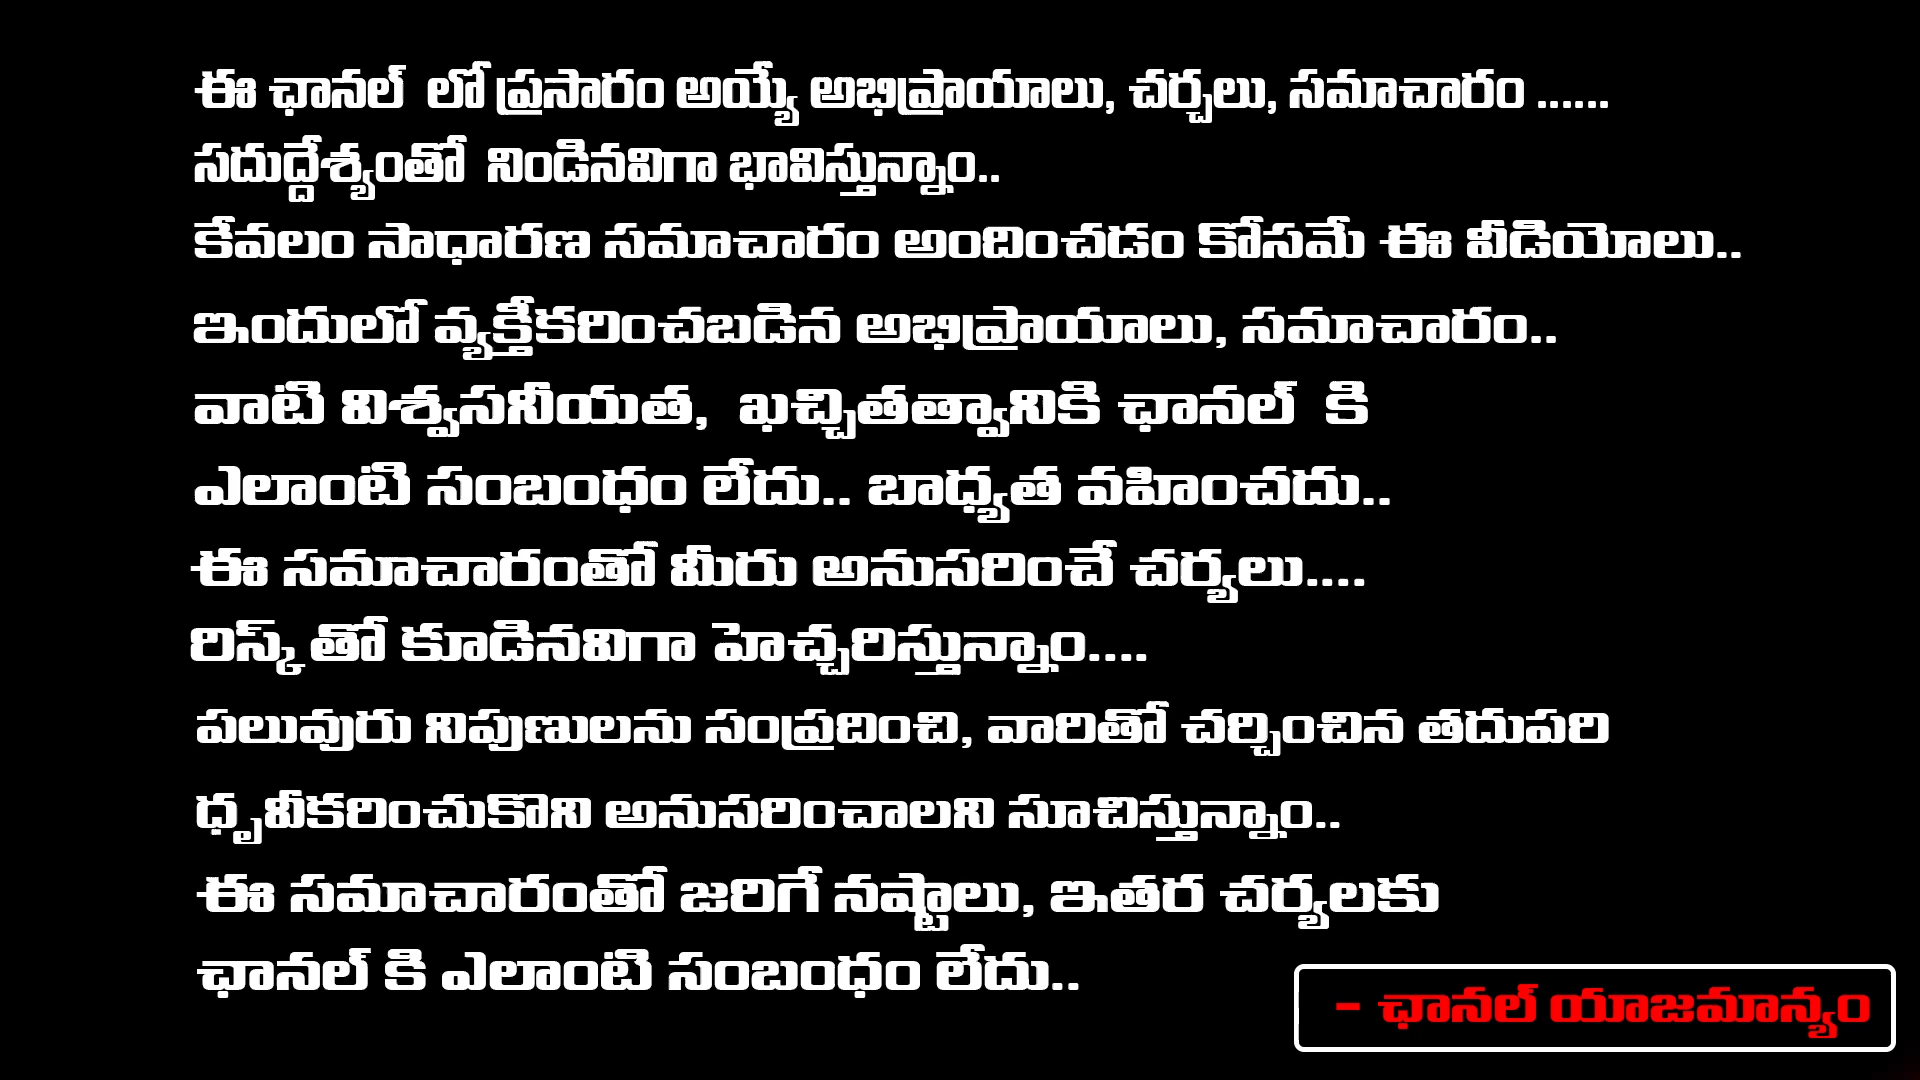 ఈ ఛానల్ లో ప్రసారం అయ్యే అభిప్రాయాలు, చర్చలు, సమాచారం ......
సదుద్దేశ్యంతో నిండినవిగా భావిస్తున్నాం..
కేవలం సాధారణ సమాచారం అందించడం కోసమే ఈ వీడియోలు..
ఇందులో వ్యక్తీకరించబడిన అభిప్రాయాలు, సమాచారం..
వాటి విశ్వసనీయత, ఖచ్చితత్వానికి ఛానల్ కి
ఎలాంటి సంబంధం లేదు.. బాధ్యత వహించదు..
ఈ సమాచారంతో మీరు అనుసరించే చర్యలు....
రిస్క్ తో కూడినవిగా హెచ్చరిస్తున్నాం....
పలువురు నిపుణులను సంప్రదించి, వారితో చర్చించిన తదుపరి
ధృవీకరించుకొని అనుసరించాలని సూచిస్తున్నాం..
ఈ సమాచారంతో జరిగే నష్టాలు, ఇతర చర్యలకు
ఛానల్ కి ఎలాంటి సంబంధం లేదు..
- ఛానల్ యాజమాన్యం